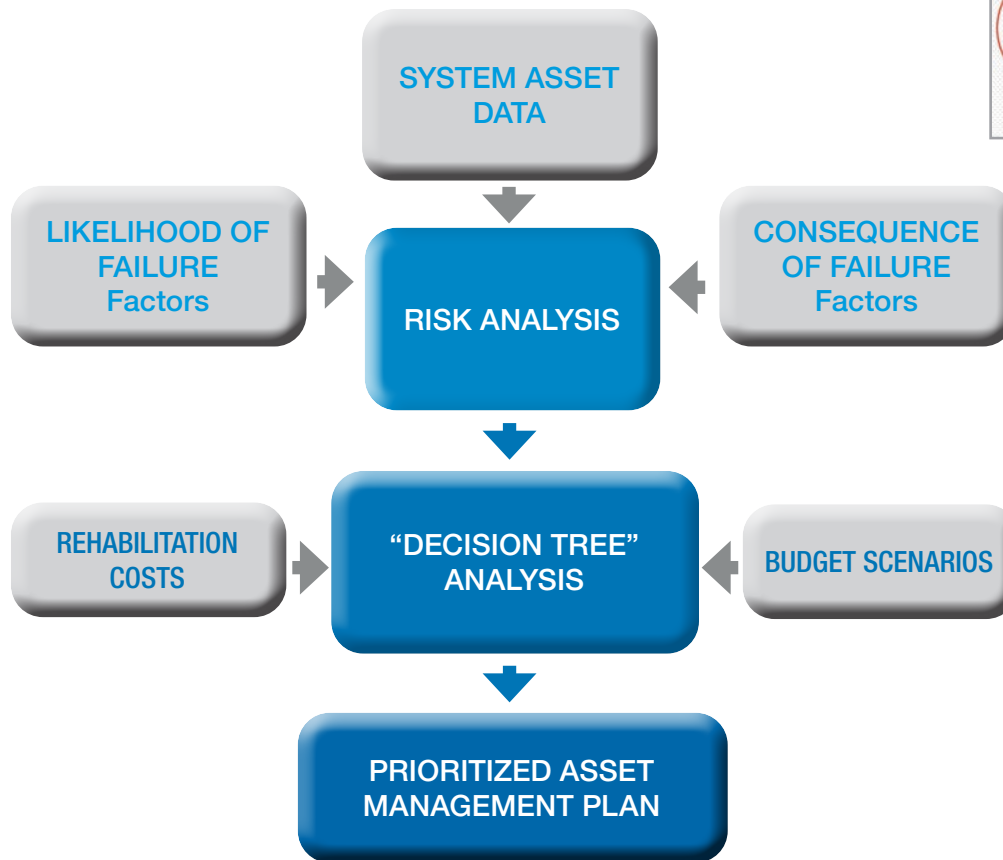 SYSTEM ASSET
DATA
LIKELIHOOD OF
FAILURE
Factors
CONSEQUENCE
OF FAILURE
Factors
RISK ANALYSIS
REHABILITATION
COSTS
“DECISION TREE”
ANALYSIS
BUDGET SCENARIOS
PRIORITIZED ASSET
MANAGEMENT PLAN